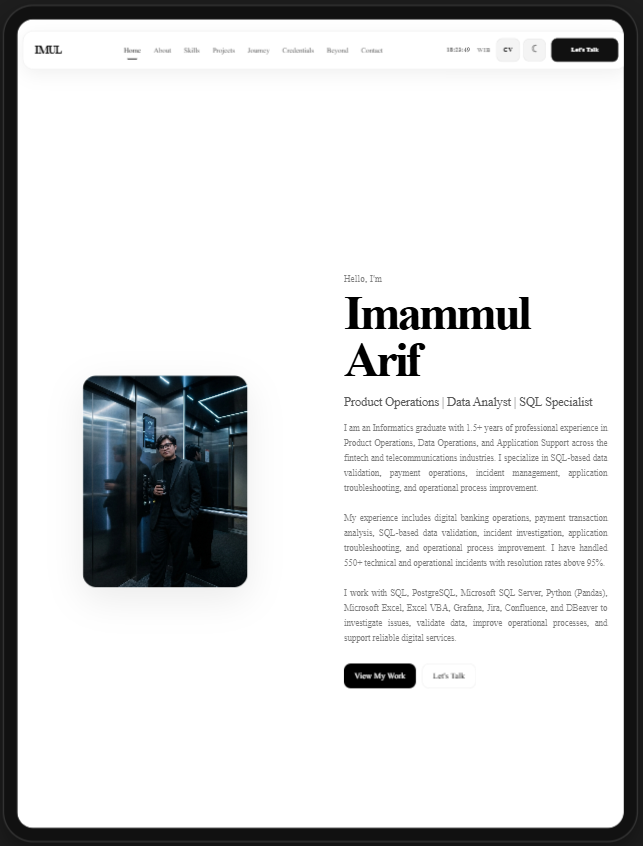 IMUL
Home About Skills Projects Journey Credentials Beyond Contact
18:21:49 WIB CV Let's Talk
Hello, I'm
Imammul
Arif
Product Operations | Data Analyst | SQL Specialist
I am an Informatics graduate with 1.5+ years of professional experience in
Product Operations, Data Operations, and Application Support across the
fintech and telecommunications industries. I specialize in SQL-based data
validation, payment operations, incident management, application
troubleshooting, and operational process improvement.
My experience includes digital banking operations, payment transaction
analysis, SQL-based data validation, incident investigation, application
troubleshooting, and operational process improvement. I have handled
550+ technical and operational incidents with resolution rates above 95%.
I work with SQL, PostgreSQL, Microsoft SQL Server, Python (Pandas),
Microsoft Excel, Excel VBA, Grafana, Jira, Confluence, and DBeaver to
investigate issues, validate data, improve operational processes, and
support reliable digital services.
View My Work Let's Talk